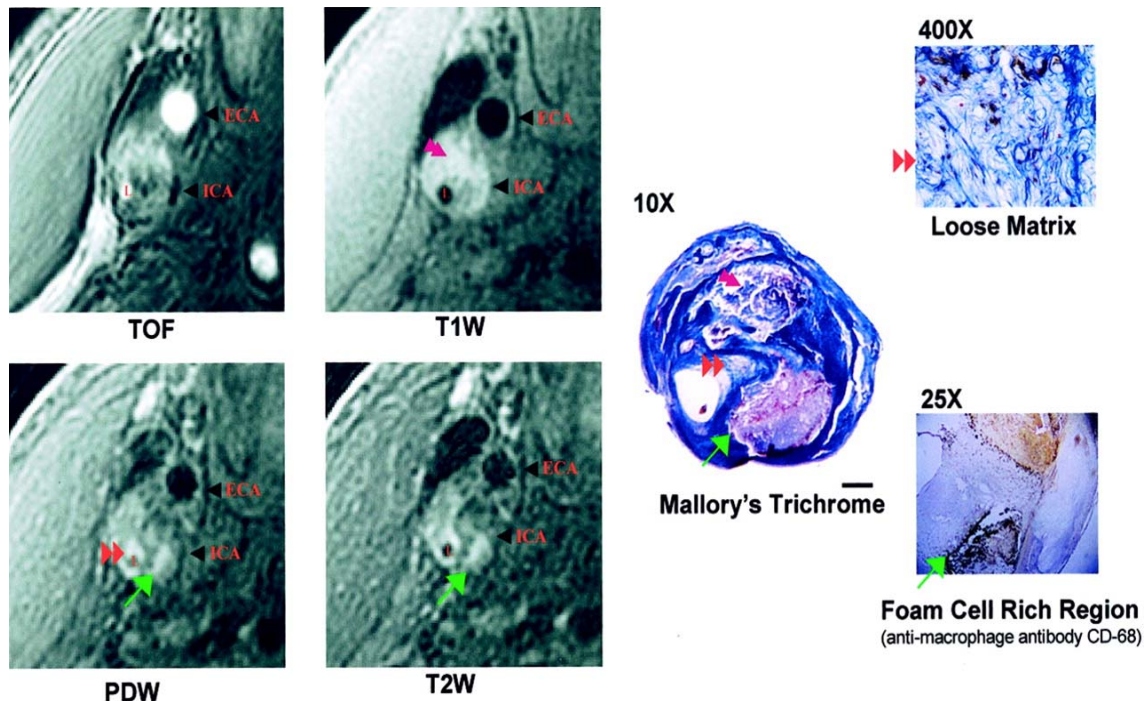 ECA
L
ICA
TOF
ECA
L
ICA
T1W
ECA
L
ICA
PDW
ECA
L
ICA
T2W
10X
Mallory's Trichrome
400X
Loose Matrix
25X
Foam Cell Rich Region
(anti-macrophage antibody CD-68)